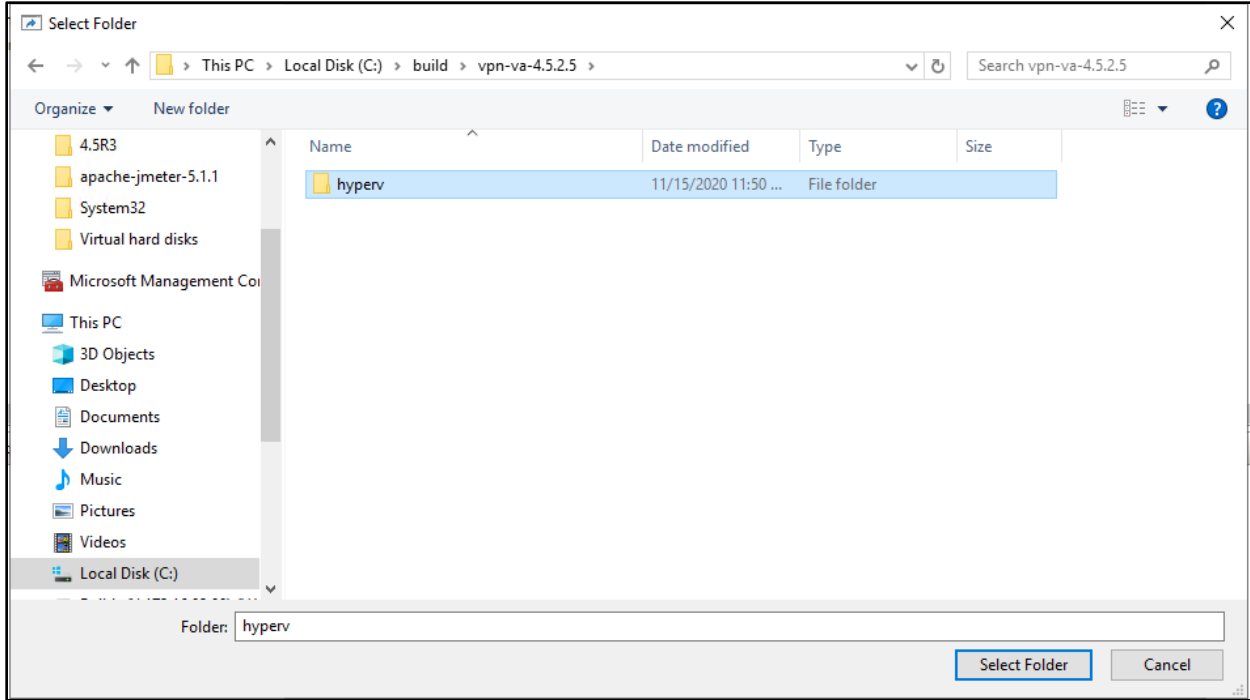 Select Folder
This PC > Local Disk (C:) > build > vpn-va-4.5.2.5 >
Search vpn-va-4.5.2.5
Organize
New folder
4.5R3
apache-jmeter-5.1.1
System32
Virtual hard disks
Microsoft Management Co
This PC
3D Objects
Desktop
Documents
Downloads
Music
Pictures
Videos
Local Disk (C:)
Name Date modified Type Size
hyperv 11/15/2020 11:50 ... File folder
Folder: hyperv
Select Folder
Cancel